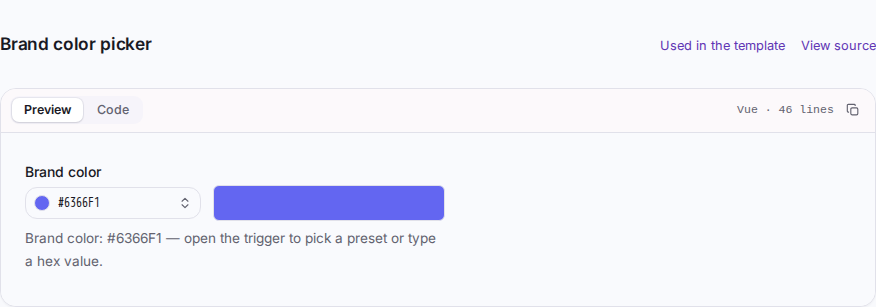 Brand color picker
Used in the template
View source
Preview
Code
Vue · 46 lines
Brand color
#6366F1
Brand color: #6366F1 — open the trigger to pick a preset or type
a hex value.